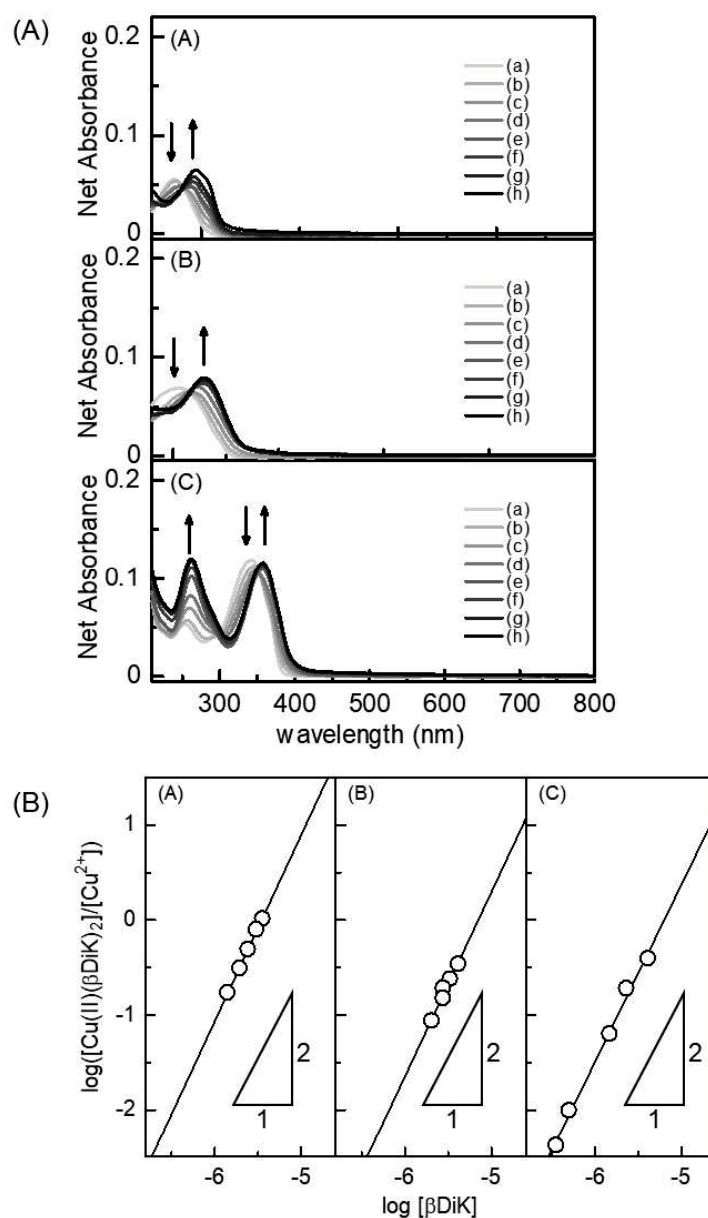 (A)
(A)
0.2
0.1
0
Net Absorbance
(a)
(b)
(c)
(d)
(e)
(f)
(g)
(h)
(B)
0.2
0.1
0
Net Absorbance
(a)
(b)
(c)
(d)
(e)
(f)
(g)
(h)
(C)
0.2
0.1
0
Net Absorbance
(a)
(b)
(c)
(d)
(e)
(f)
(g)
(h)
300 400 500 600 700 800
wavelength (nm)
(B)
(A) (B) (C)
1
0
-1
-2
log([Cu(II)(βDiK)₂]/[Cu²⁺])
2
1
2
1
2
1
-6 -5 -6 -5 -6 -5
log [βDiK]